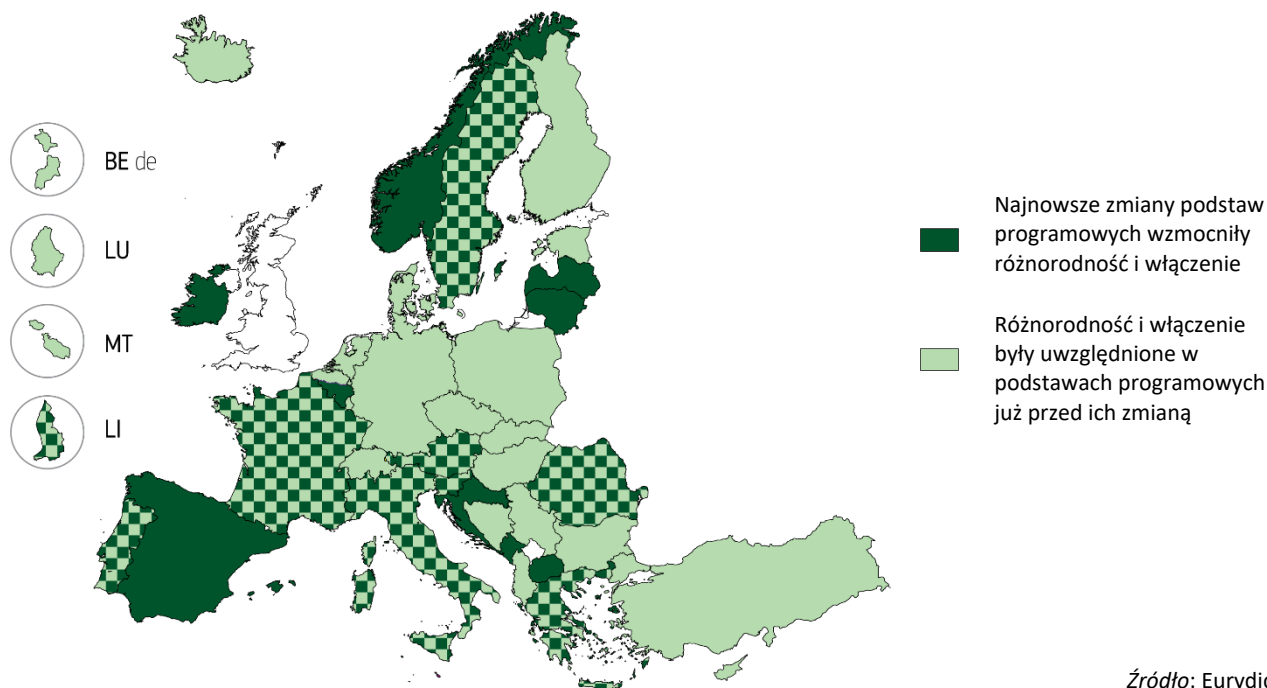 BE de
LU
MT
LI
Najnowsze zmiany podstaw
programowych wzmocniły
różnorodność i włączenie
Różnorodność i włączenie
były uwzględnione w
podstawach programowych
już przed ich zmianą
Źródło: Eurydic